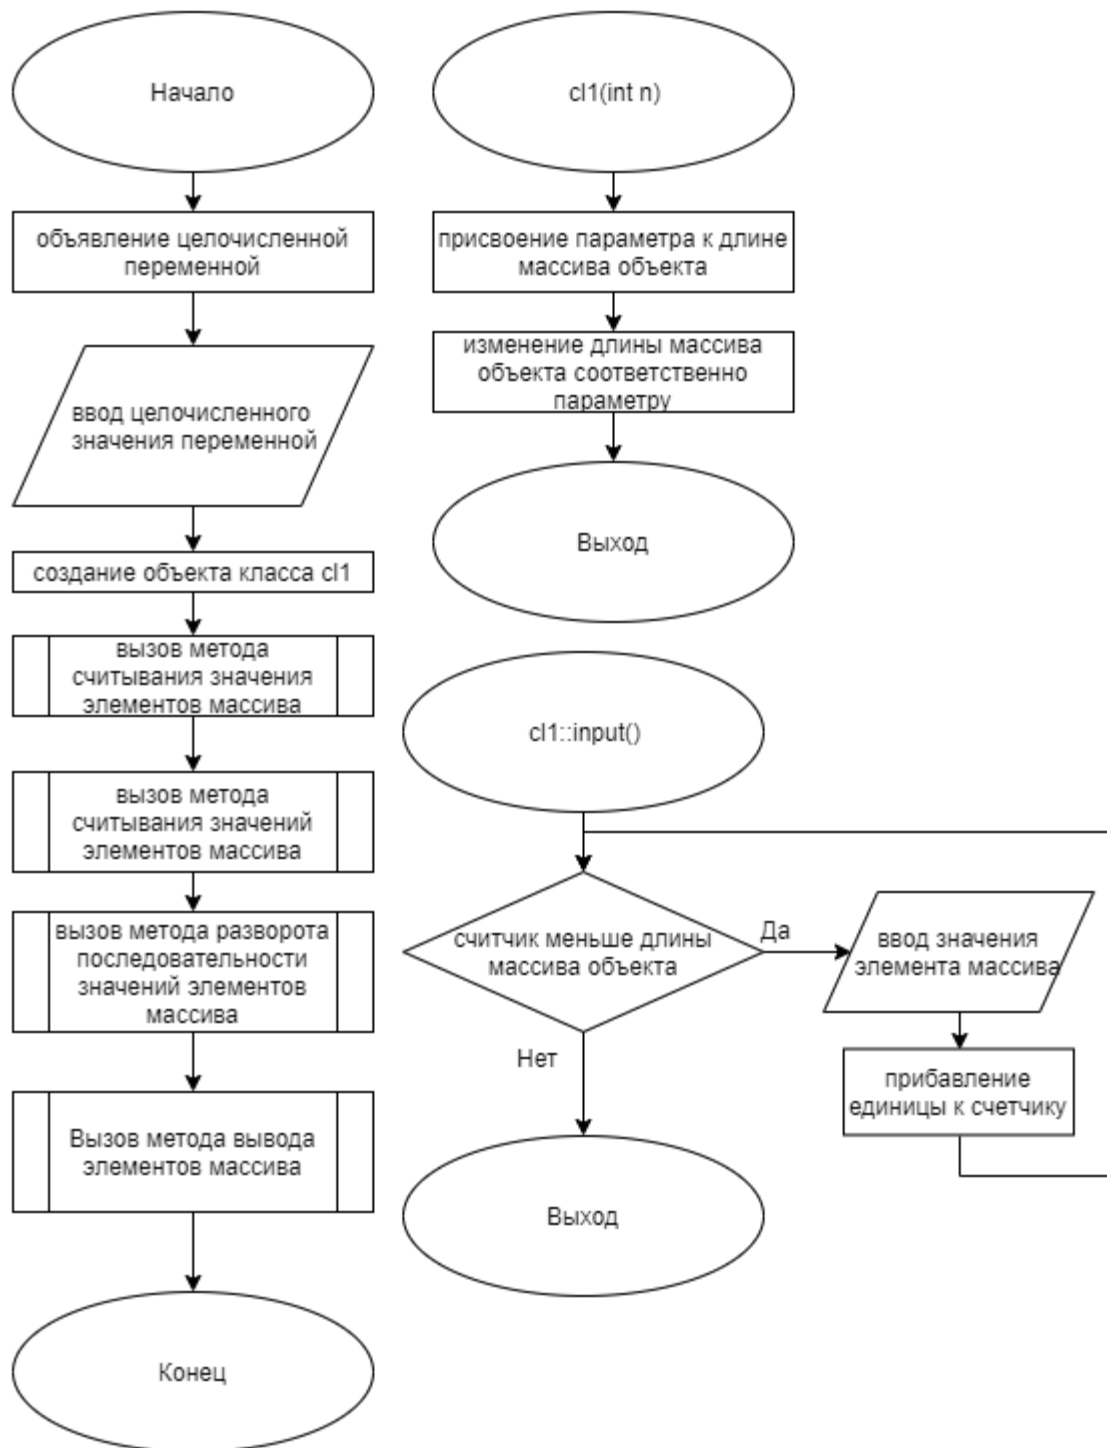 Начало
объявление целочисленной
переменной
ввод целочисленного
значения переменной
создание объекта класса cl1
вызов метода
считывания значения
элементов массива
вызов метода
считывания значений
элементов массива
вызов метода разворота
последовательности
значений элементов
массива
Вызов метода вывода
элементов массива
Конец
cl1(int n)
присвоение параметра к длине
массива объекта
изменение длины массива
объекта соответственно
параметру
Выход
cl1::input()
считчик меньше длины
массива объекта
Да
ввод значения
элемента массива
прибавление
единицы к счетчику
Нет
Выход